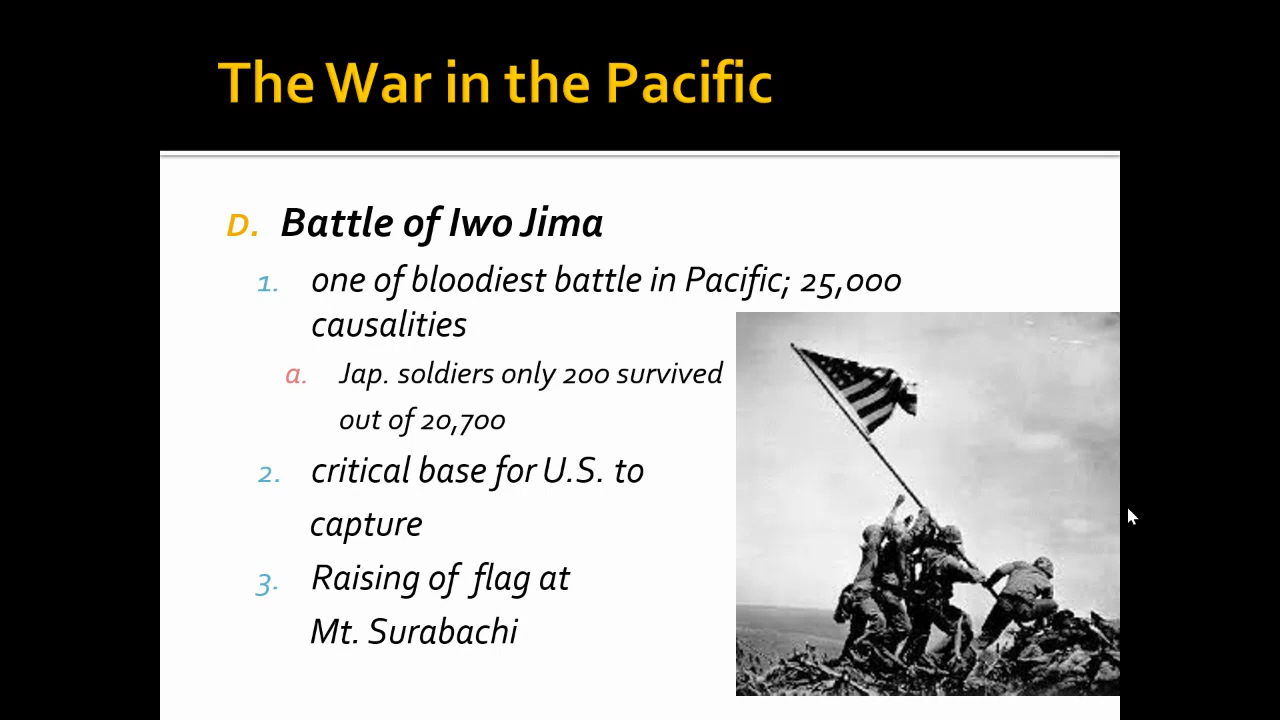 The War in the Pacific
D. Battle of Iwo Jima
1. one of bloodiest battle in Pacific; 25,000
causalities
a. Jap. soldiers only 200 survived
out of 20,700
2. critical base for U.S. to
capture
3. Raising of flag at
Mt. Surabachi